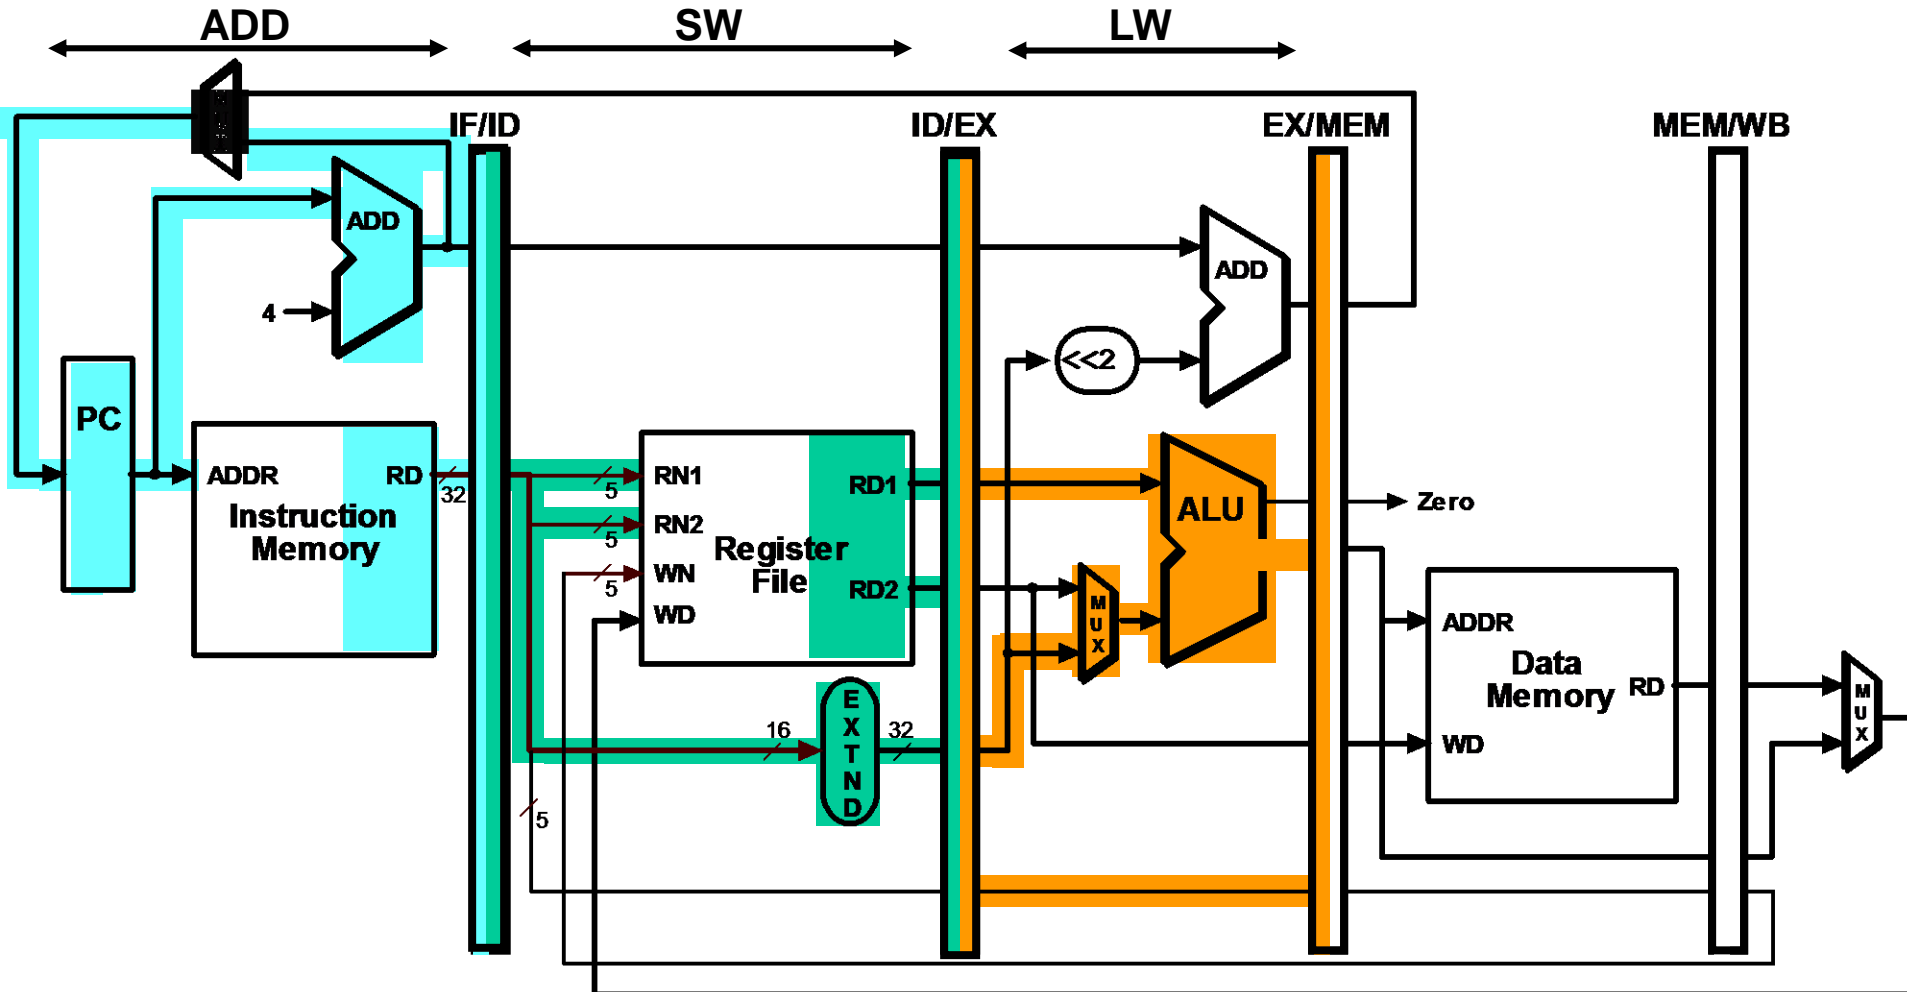 ADD
SW
LW
IF/ID
ID/EX
EX/MEM
MEM/WB
ADD
4
ADD
<<2
PC
ADDR
RD
32
Instruction
Memory
RN1
5
RN2
5
WN
5
WD
RD1
Register
File
RD2
ALU
Zero
M
U
X
ADDR
Data
Memory
RD
WD
M
U
X
16
E
X
T
N
D
32
5